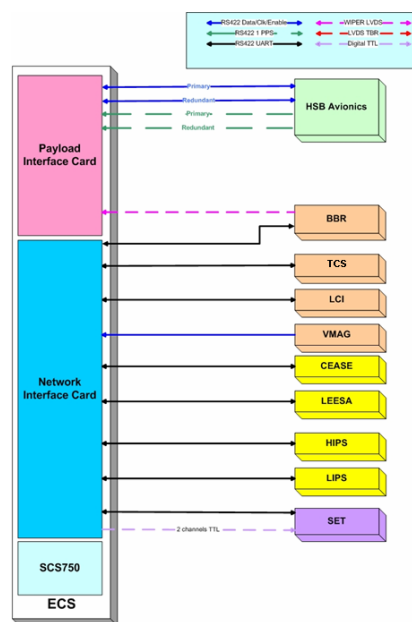 RS422 Data/Clk/Enable
WIPER LVDS
RS422 1 PPS
LVDS TBR
RS422 UART
Digital TTL
Payload
Interface Card
Primary
Redundant
-Primary-
Redundant
HSB Avionics
BBR
TCS
LCI
VMAG
Network
Interface Card
CEASE
LEESA
HIPS
LIPS
SET
2 channels TTL
SCS750
ECS